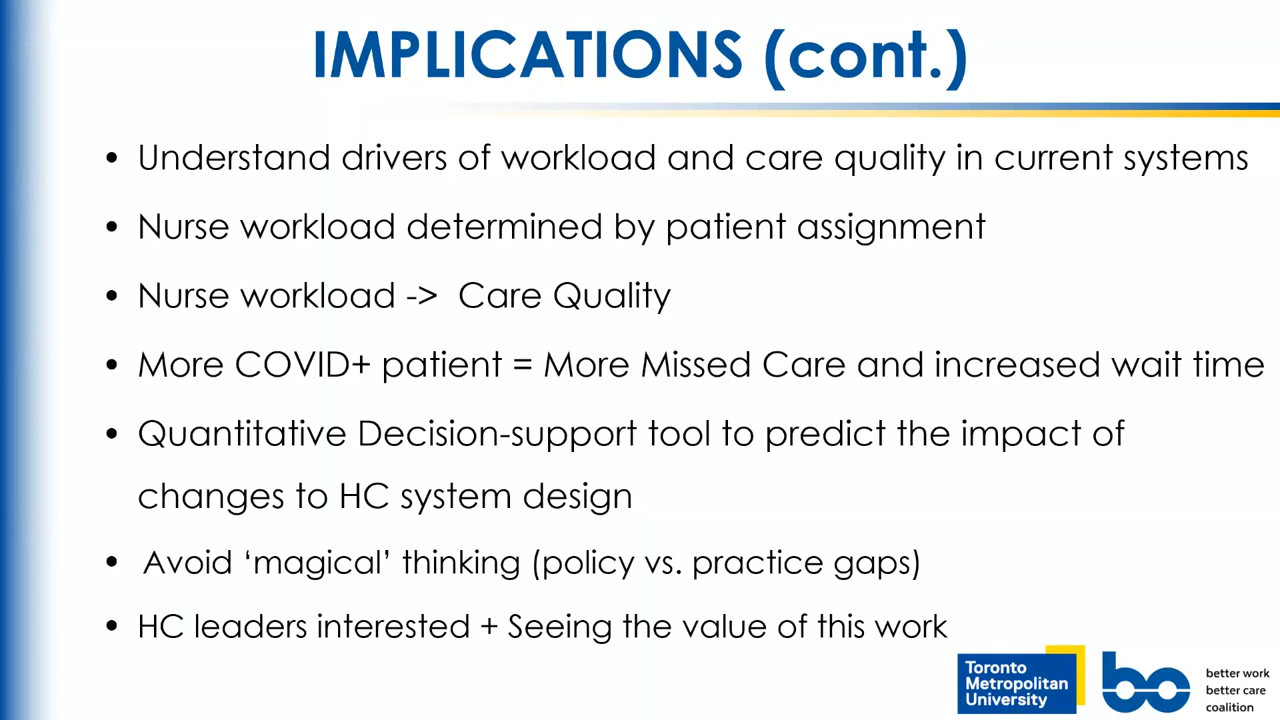 IMPLICATIONS (cont.)
• Understand drivers of workload and care quality in current systems
• Nurse workload determined by patient assignment
• Nurse workload -> Care Quality
• More COVID+ patient = More Missed Care and increased wait time
• Quantitative Decision-support tool to predict the impact of
changes to HC system design
• Avoid ‘magical’ thinking (policy vs. practice gaps)
• HC leaders interested + Seeing the value of this work
Toronto
Metropolitan
University
better work
better care
coalition